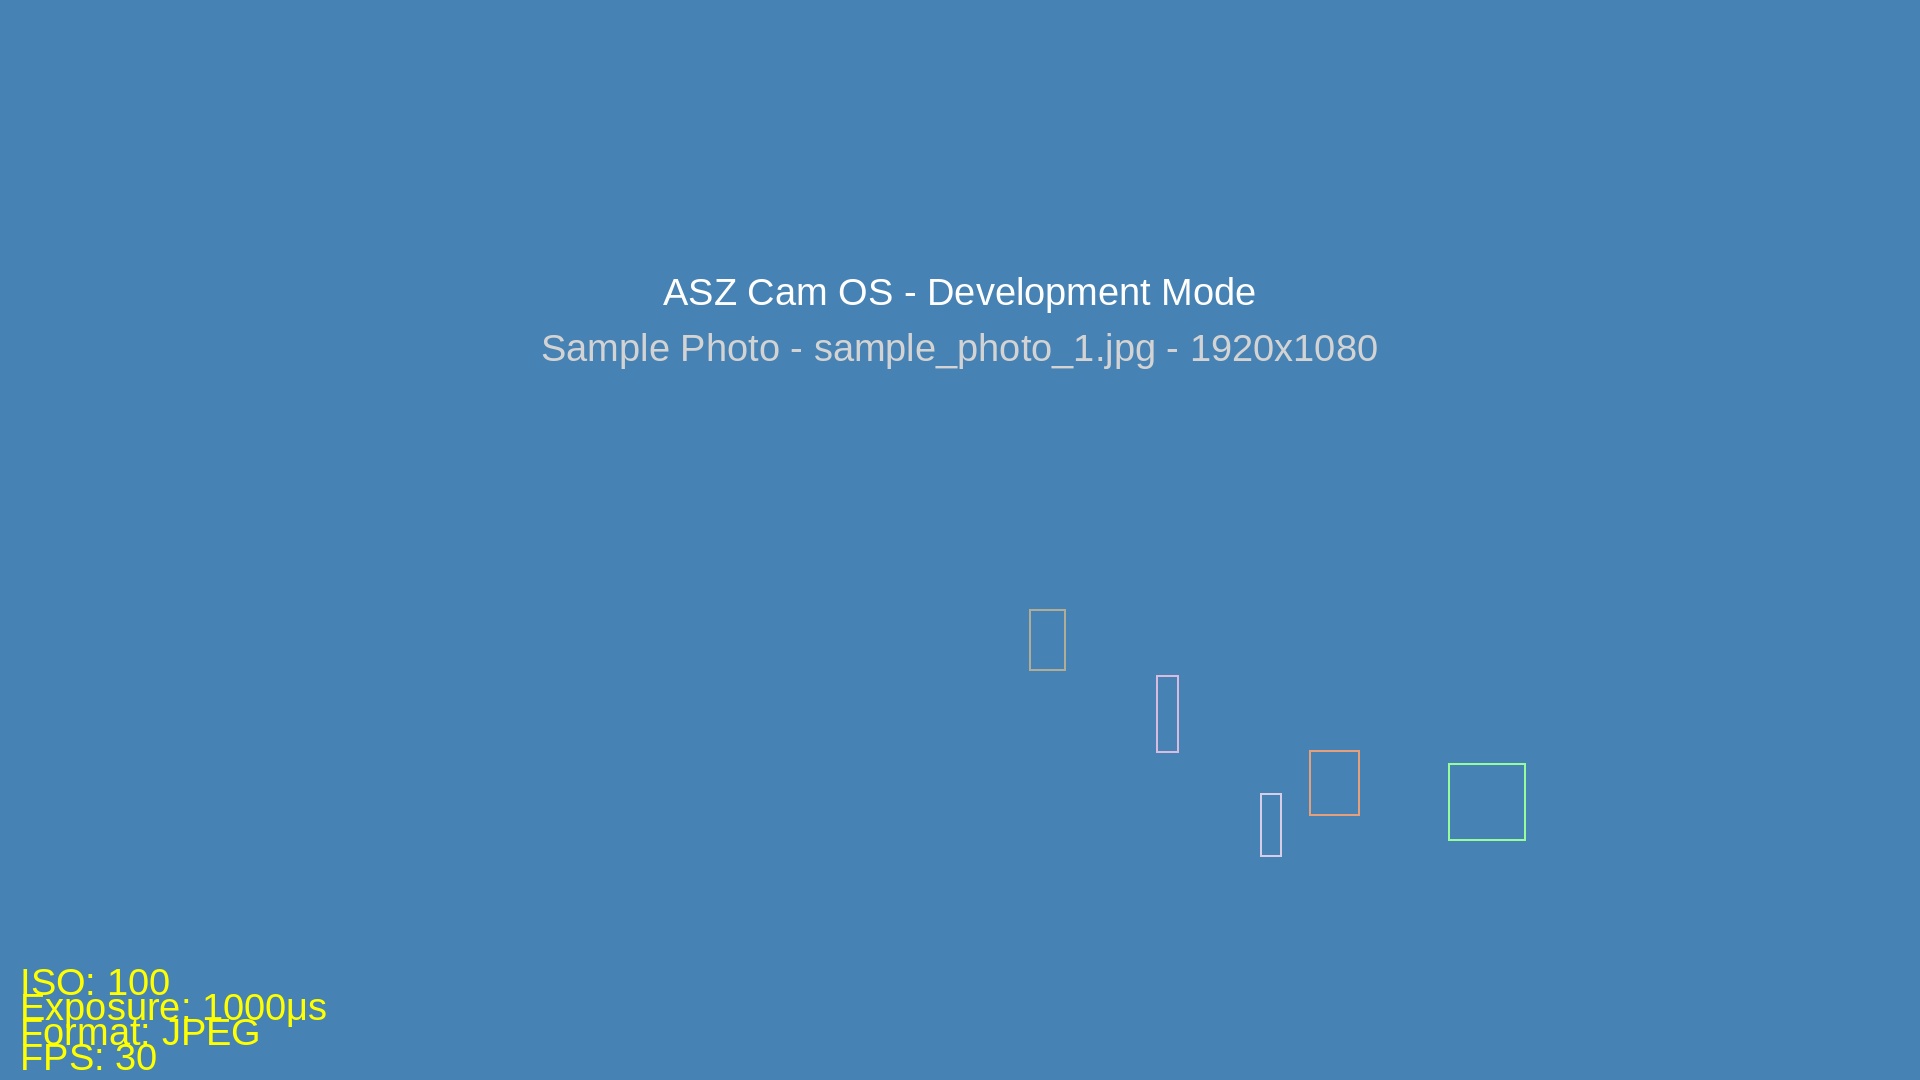 ASZ Cam OS - Development Mode
Sample Photo - sample_photo_1.jpg - 1920x1080
ISO: 100
Exposure: 1000µs
Format: JPEG
FPS: 30